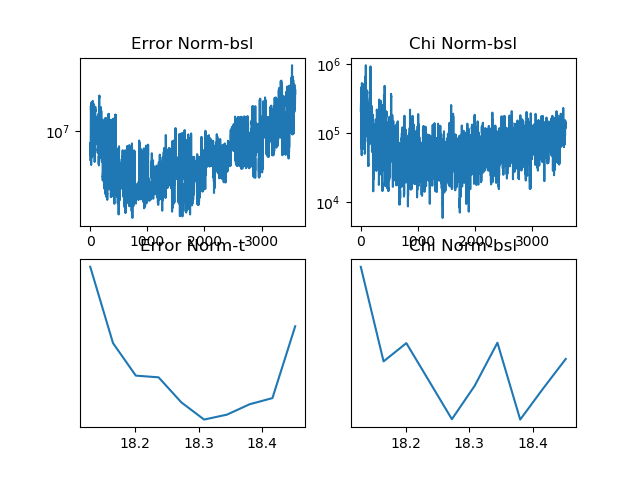 Error Norm-bsl
Chi Norm-bsl
10^7
10^6
10^5
10^4
0 1000 2000 3000
0 1000 2000 3000
Error Norm-t
Chi Norm-bsl
18.2 18.3 18.4
18.2 18.3 18.4